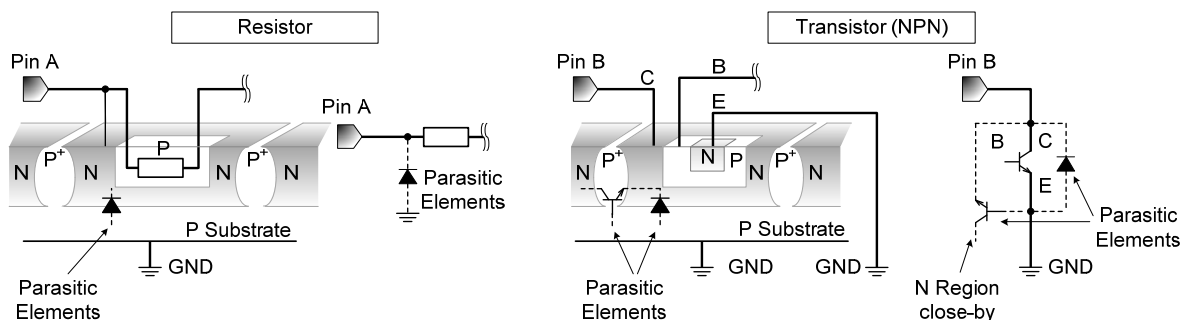 Resistor
Transistor (NPN)
Pin A
Pin A
P
N
P+
N
P+
N
N
Parasitic
Elements
P Substrate
GND
Parasitic
Elements
Pin B
C
B
E
N
P+
N
N
P
P+
N
N
P Substrate
GND
GND
Parasitic
Elements
Pin B
B
C
E
Parasitic
Elements
GND
N Region
close-by